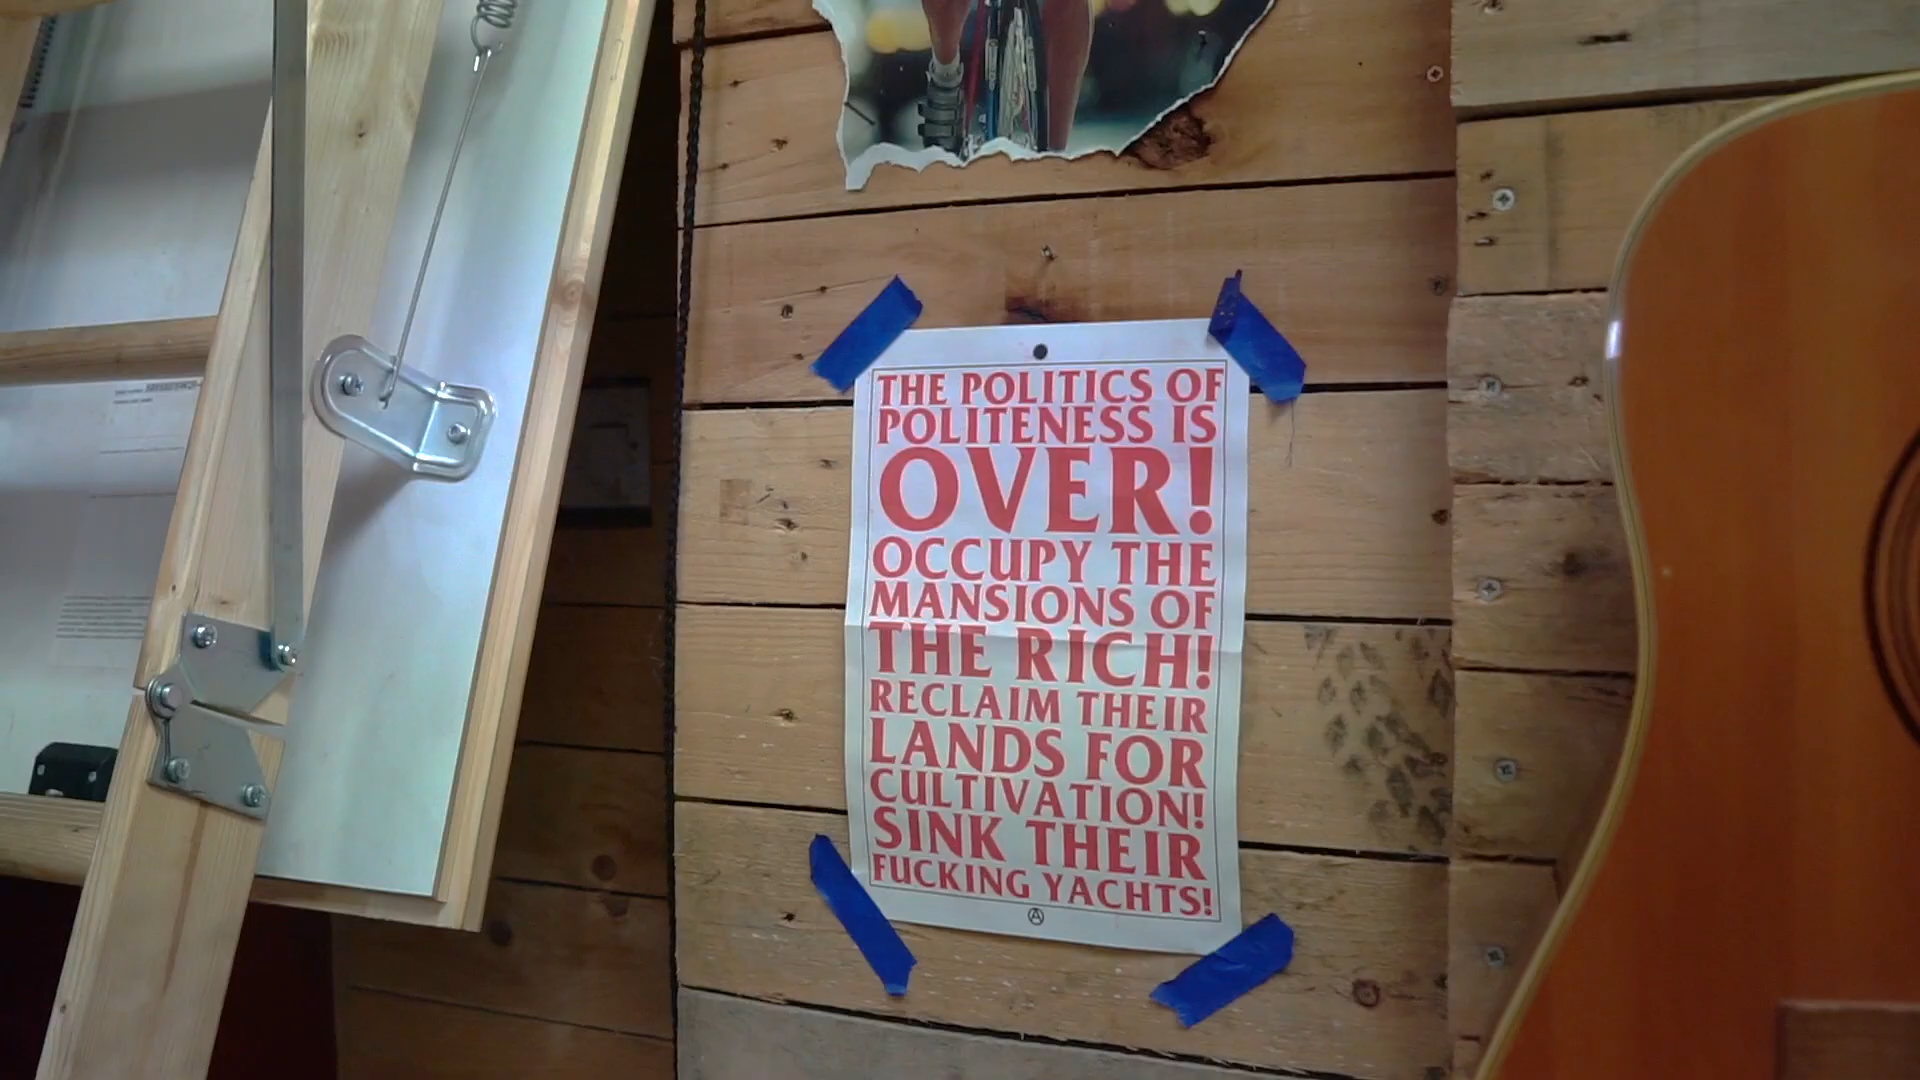 THE POLITICS OF
POLITENESS IS
OVER!
OCCUPY THE
MANSIONS OF
THE RICH!
RECLAIM THEIR
LANDS FOR
CULTIVATION!
SINK THEIR
FUCKING YACHTS!